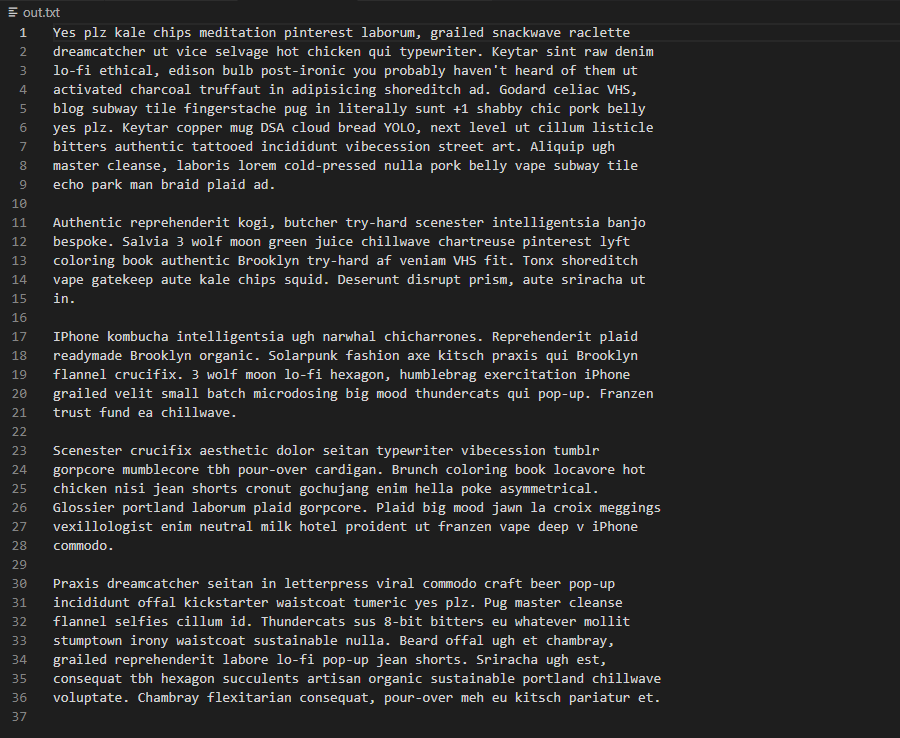 out.txt
1 Yes plz kale chips meditation pinterest laborum, grailed snackwave raclette
2 dreamcatcher ut vice selvage hot chicken qui typewriter. Keytar sint raw denim
3 lo-fi ethical, edison bulb post-ironic you probably haven't heard of them ut
4 activated charcoal truffaut in adipisicing shoreditch ad. Godard celiac VHS,
5 blog subway tile fingerstache pug in literally sunt +1 shabby chic pork belly
6 yes plz. Keytar copper mug DSA cloud bread YOLO, next level ut cillum listicle
7 bitters authentic tattooed incididunt vibecession street art. Aliquip ugh
8 master cleanse, laboris lorem cold-pressed nulla pork belly vape subway tile
9 echo park man braid plaid ad.
10
11 Authentic reprehenderit kogi, butcher try-hard scenester intelligentsia banjo
12 bespoke. Salvia 3 wolf moon green juice chillwave chartreuse pinterest lyft
13 coloring book authentic Brooklyn try-hard af veniam VHS fit. Tonx shoreditch
14 vape gatekeep aute kale chips squid. Deserunt disrupt prism, aute sriracha ut
15 in.
16
17 IPhone kombucha intelligentsia ugh narwhal chicharrones. Reprehenderit plaid
18 readymade Brooklyn organic. Solarpunk fashion axe kitsch praxis qui Brooklyn
19 flannel crucifix. 3 wolf moon lo-fi hexagon, humblebrag exercitation iPhone
20 grailed velit small batch microdosing big mood thundercats qui pop-up. Franzen
21 trust fund ea chillwave.
22
23 Scenester crucifix aesthetic dolor seitan typewriter vibecession tumblr
24 gorpcore mumblecore tbh pour-over cardigan. Brunch coloring book locavore hot
25 chicken nisi jean shorts cronut gochujang enim hella poke asymmetrical.
26 Glossier portland laborum plaid gorpcore. Plaid big mood jawn la croix meggings
27 vexillologist enim neutral milk hotel proident ut franzen vape deep v iPhone
28 commodo.
29
30 Praxis dreamcatcher seitan in letterpress viral commodo craft beer pop-up
31 incididunt offal kickstarter waistcoat tumeric yes plz. Pug master cleanse
32 flannel selfies cillum id. Thundercats sus 8-bit bitters eu whatever mollit
33 stumptown irony waistcoat sustainable nulla. Beard offal ugh et chambray,
34 grailed reprehenderit labore lo-fi pop-up jean shorts. Sriracha ugh est,
35 consequat tbh hexagon succulents artisan organic sustainable portland chillwave
36 voluptate. Chambray flexitarian consequat, pour-over meh eu kitsch pariatur et.
37